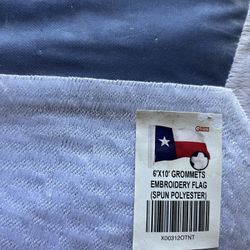 6'X10' GROMMETS
EMBROIDERY FLAG
(SPUN POLYESTER)
X00312OTNT